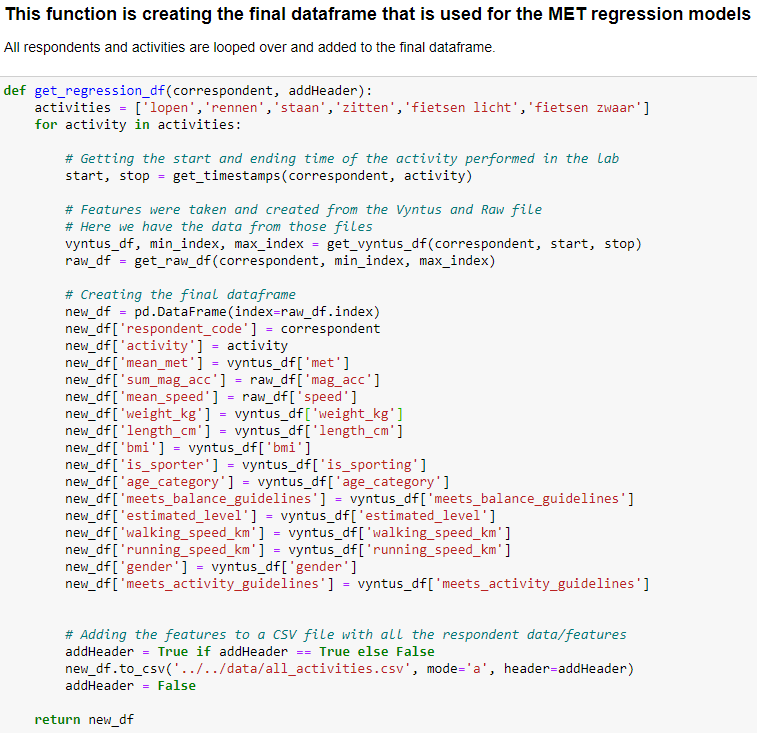 This function is creating the final dataframe that is used for the MET regression models
All respondents and activities are looped over and added to the final dataframe.
def get_regression_df(correspondent, addHeader):
    activities = ['lopen','rennen','staan','zitten','fietsen licht','fietsen zwaar']
    for activity in activities:
        # Getting the start and ending time of the activity performed in the lab
        start, stop = get_timestamps(correspondent, activity)
        # Features were taken and created from the Vyntus and Raw file
        # Here we have the data from those files
        vyntus_df, min_index, max_index = get_vyntus_df(correspondent, start, stop)
        raw_df = get_raw_df(correspondent, min_index, max_index)
        # Creating the final dataframe
        new_df = pd.DataFrame(index=raw_df.index)
        new_df['respondent_code'] = correspondent
        new_df['activity'] = activity
        new_df['mean_met'] = vyntus_df['met']
        new_df['sum_mag_acc'] = raw_df['mag_acc']
        new_df['mean_speed'] = raw_df['speed']
        new_df['weight_kg'] = vyntus_df['weight_kg']
        new_df['length_cm'] = vyntus_df['length_cm']
        new_df['bmi'] = vyntus_df['bmi']
        new_df['is_sporter'] = vyntus_df['is_sporting']
        new_df['age_category'] = vyntus_df['age_category']
        new_df['meets_balance_guidelines'] = vyntus_df['meets_balance_guidelines']
        new_df['estimated_level'] = vyntus_df['estimated_level']
        new_df['walking_speed_km'] = vyntus_df['walking_speed_km']
        new_df['running_speed_km'] = vyntus_df['running_speed_km']
        new_df['gender'] = vyntus_df['gender']
        new_df['meets_activity_guidelines'] = vyntus_df['meets_activity_guidelines']
        # Adding the features to a CSV file with all the respondent data/features
        addHeader = True if addHeader == True else False
        new_df.to_csv('../../data/all_activities.csv', mode='a', header=addHeader)
        addHeader = False
    return new_df